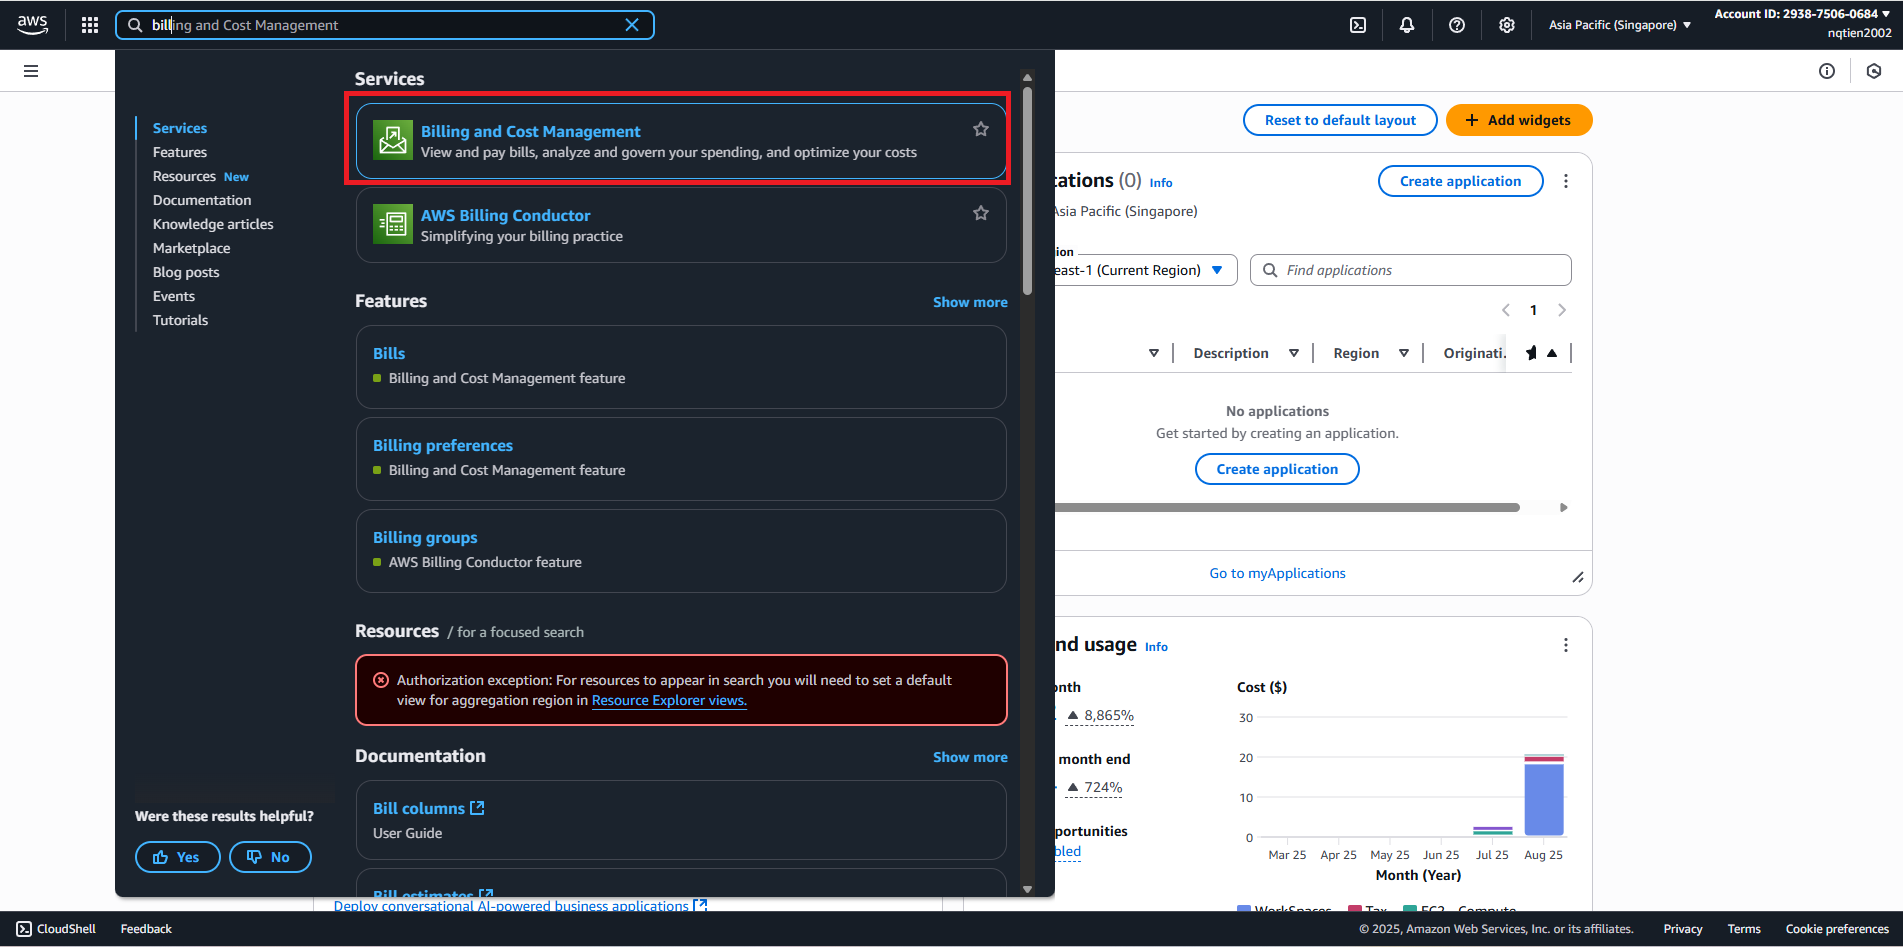 aws
billing and Cost Management
Asia Pacific (Singapore)
Account ID: 2938-7506-0684
nqtien2002
Services
Features
Resources New
Documentation
Knowledge articles
Marketplace
Blog posts
Events
Tutorials
Were these results helpful?
Yes
No
Services
Billing and Cost Management
View and pay bills, analyze and govern your spending, and optimize your costs
AWS Billing Conductor
Simplifying your billing practice
Features
Show more
Bills
Billing and Cost Management feature
Billing preferences
Billing and Cost Management feature
Billing groups
AWS Billing Conductor feature
Resources / for a focused search
Authorization exception: For resources to appear in search you will need to set a default
view for aggregation region in Resource Explorer views.
Documentation
Show more
Bill columns
User Guide
Bill estimates
Deploy conversational AI-powered business applications
Reset to default layout
Add widgets
cations (0) Info
Create application
Asia Pacific (Singapore)
ion
east-1 (Current Region)
Find applications
1
Description
Region
Originati.
No applications
Get started by creating an application.
Create application
Go to myApplications
nd usage Info
onth
8,865%
month end
724%
portunities
bled
Cost ($)
30
20
10
0
Mar 25 Apr 25 May 25 Jun 25 Jul 25 Aug 25
Month (Year)
WorkSpaces Tax EC2 - Compute
CloudShell
Feedback
© 2025, Amazon Web Services, Inc. or its affiliates.
Privacy
Terms
Cookie preferences